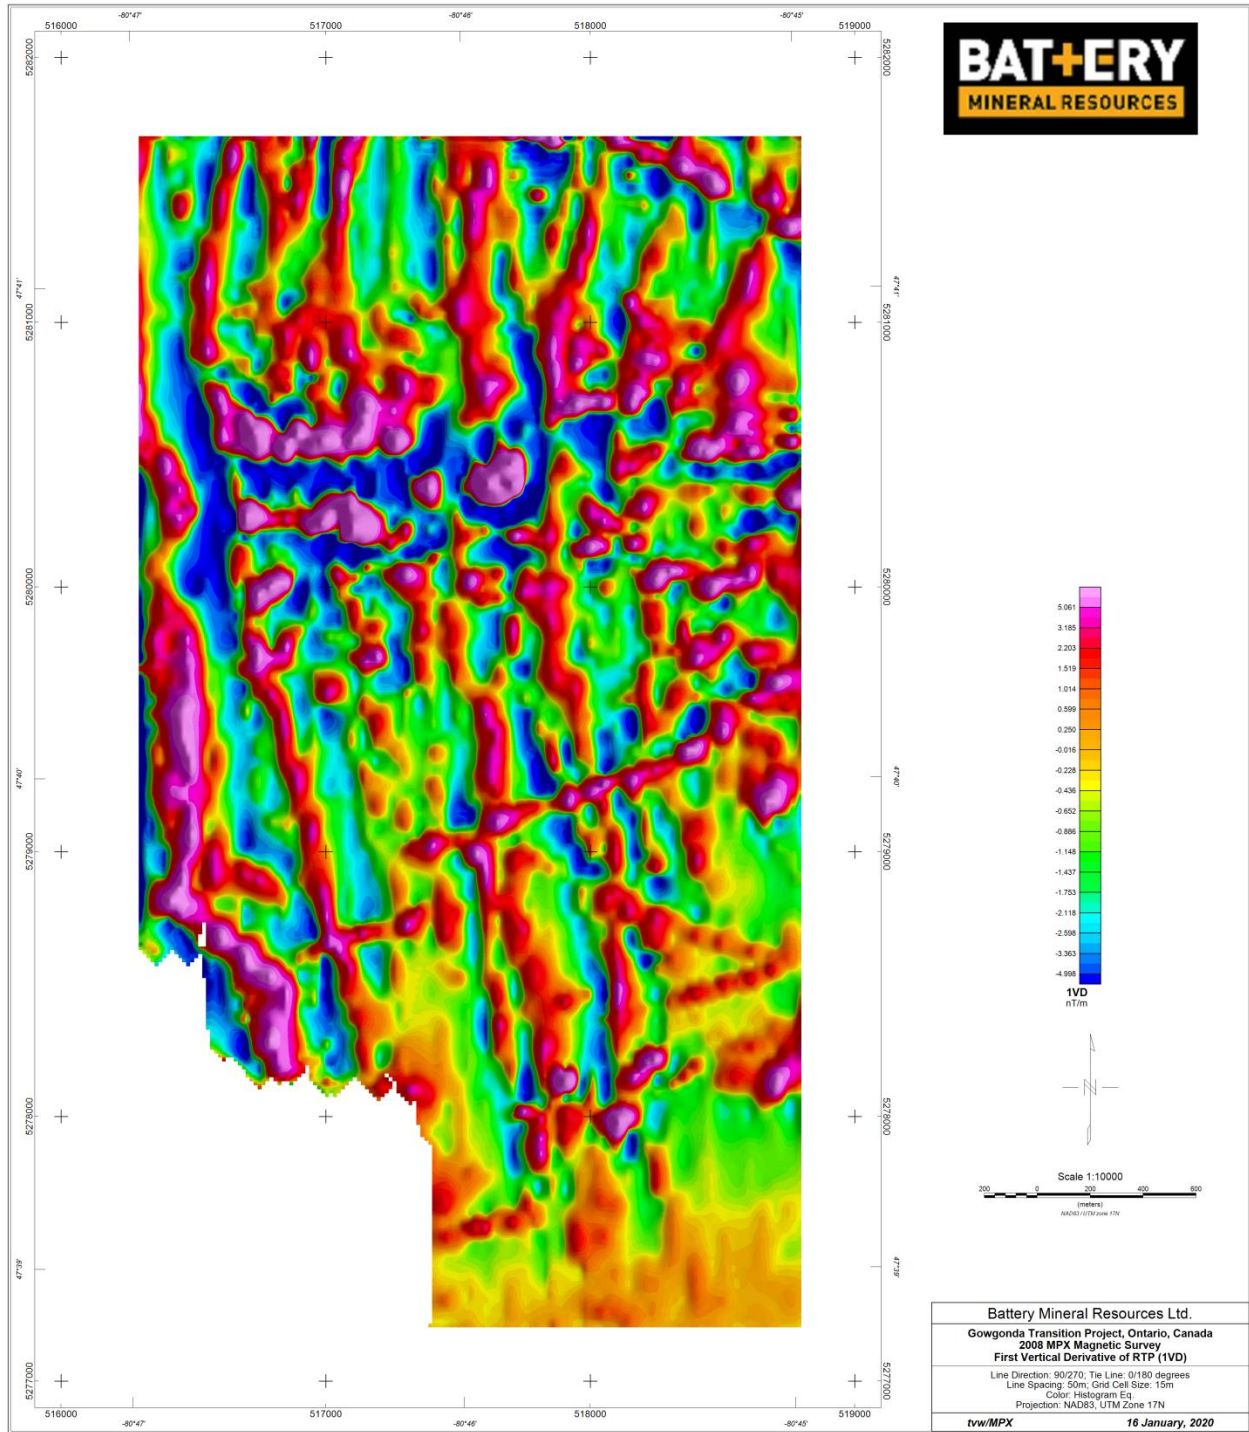 -80°47' -80°46' -80°45'
516000 517000 518000 519000
5282000 5282000
BATTERY
MINERAL RESOURCES
47°41' 47°41'
5281000 5281000
5280000 5280000
5.061
3.185
2.203
1.519
1.014
0.599
0.250
-0.016
-0.228
-0.436
-0.652
-0.886
-1.148
-1.437
-1.753
-2.118
-2.598
-3.363
-4.998
1VD
nT/m
47°40' 47°40'
5279000 5279000
5278000 5278000
Scale 1:10000
200 0 200 400 600
(meters)
NAD83 / UTM zone 17N
47°39' 47°39'
5277000 5277000
Battery Mineral Resources Ltd.
Gowgonda Transition Project, Ontario, Canada
2008 MPX Magnetic Survey
First Vertical Derivative of RTP (1VD)
Line Direction: 90/270; Tie Line: 0/180 degrees
Line Spacing: 50m; Grid Cell Size: 15m
Color: Histogram Eq.
Projection: NAD83, UTM Zone 17N
tvw/MPX 16 January, 2020
516000 517000 518000 519000
-80°47' -80°46' -80°45'